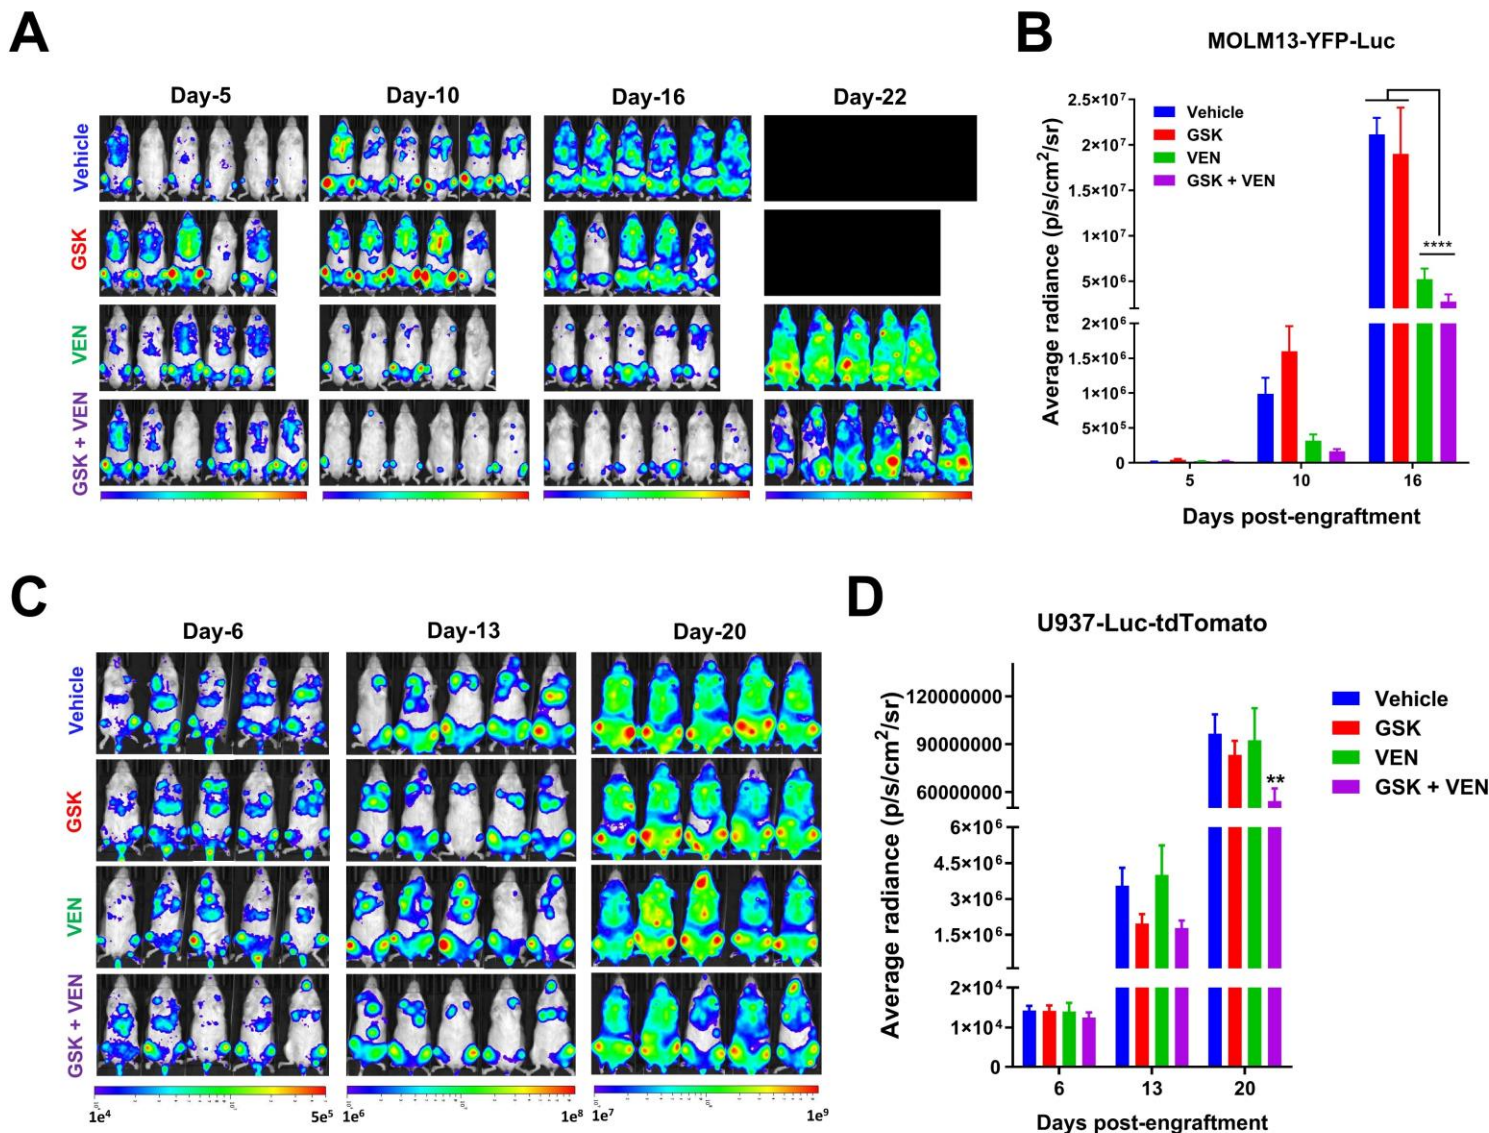 A
Day-5
Day-10
Day-16
Day-22
Vehicle
GSK
VEN
GSK + VEN
B
MOLM13-YFP-Luc
Average radiance (p/s/cm²/sr)
2.5×10⁷
2×10⁷
1.5×10⁷
1×10⁷
5×10⁶
2×10⁶
1.5×10⁶
1×10⁶
5×10⁵
0
Vehicle
GSK
VEN
GSK + VEN
****
5
10
16
Days post-engraftment
C
Day-6
Day-13
Day-20
Vehicle
GSK
VEN
GSK + VEN
1e⁴
5e⁵
1e⁶
1e⁸
1e⁷
1e⁹
D
U937-Luc-tdTomato
Average radiance (p/s/cm²/sr)
120000000
90000000
60000000
6×10⁶
4.5×10⁶
3×10⁶
1.5×10⁶
2×10⁴
1×10⁴
0
**
Vehicle
GSK
VEN
GSK + VEN
6
13
20
Days post-engraftment